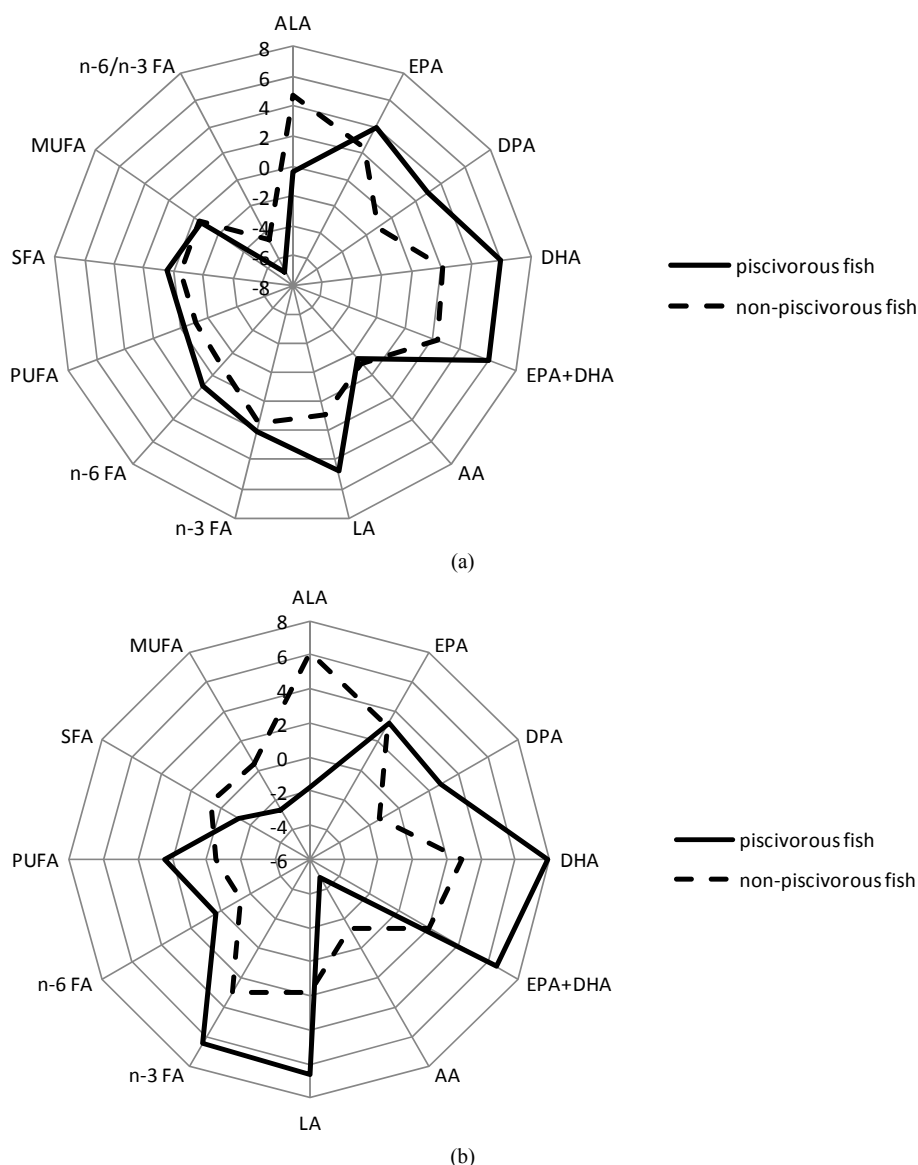 ALA
EPA
DPA
DHA
EPA+DHA
AA
LA
n-3 FA
n-6 FA
PUFA
SFA
MUFA
n-6/n-3 FA
8
6
4
2
0
-2
-4
-6
-8
piscivorous fish
non-piscivorous fish
(a)
ALA
EPA
DPA
DHA
EPA+DHA
AA
LA
n-3 FA
n-6 FA
PUFA
SFA
MUFA
8
6
4
2
0
-2
-4
-6
piscivorous fish
non-piscivorous fish
(b)